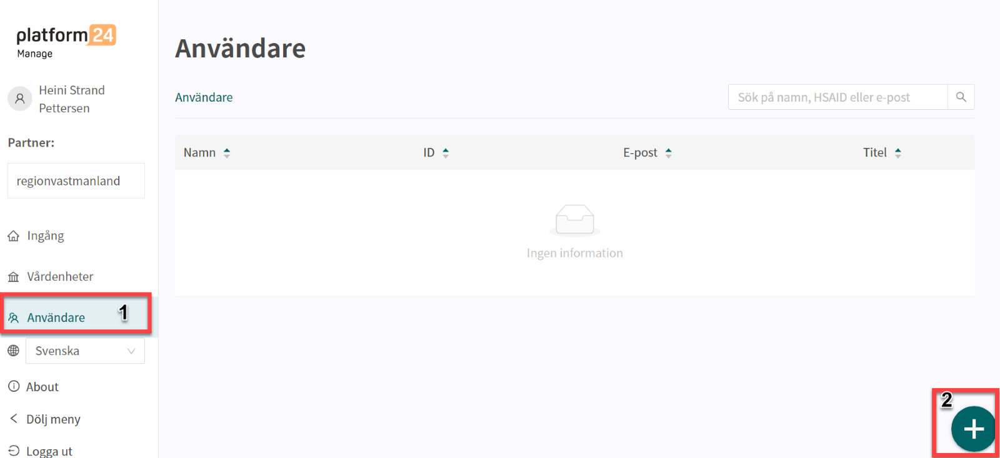 platform24
Manage
Heini Strand
Pettersen
Partner:
regionvastmanland
Ingång
Vårdenheter
Användare 1
Svenska
About
Dölj meny
Logga ut
Användare
Användare
Sök på namn, HSAID eller e-post
Namn ID E-post Titel
Ingen information
2